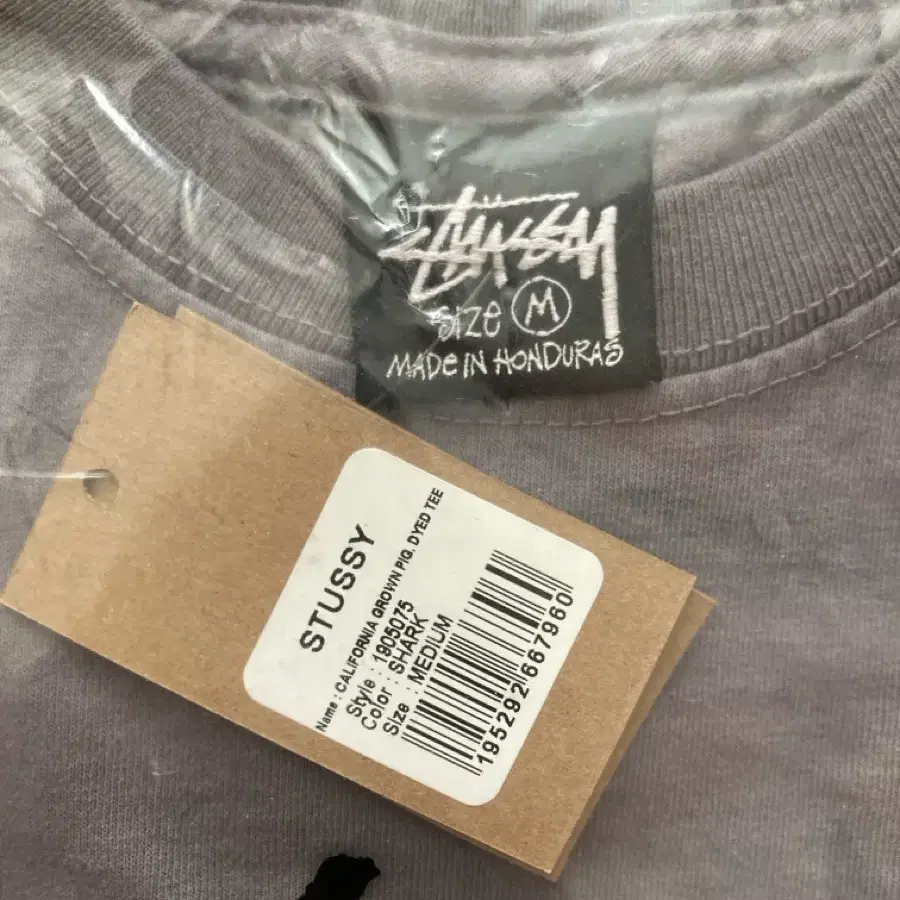 STUSSY
SIZE M
MADE IN HONDURAS
STUSSY
Name : CALIFORNIA GROWN PIG. DYED TEE
Style : 1905075
Color : SHARK
Size : MEDIUM
195292667960